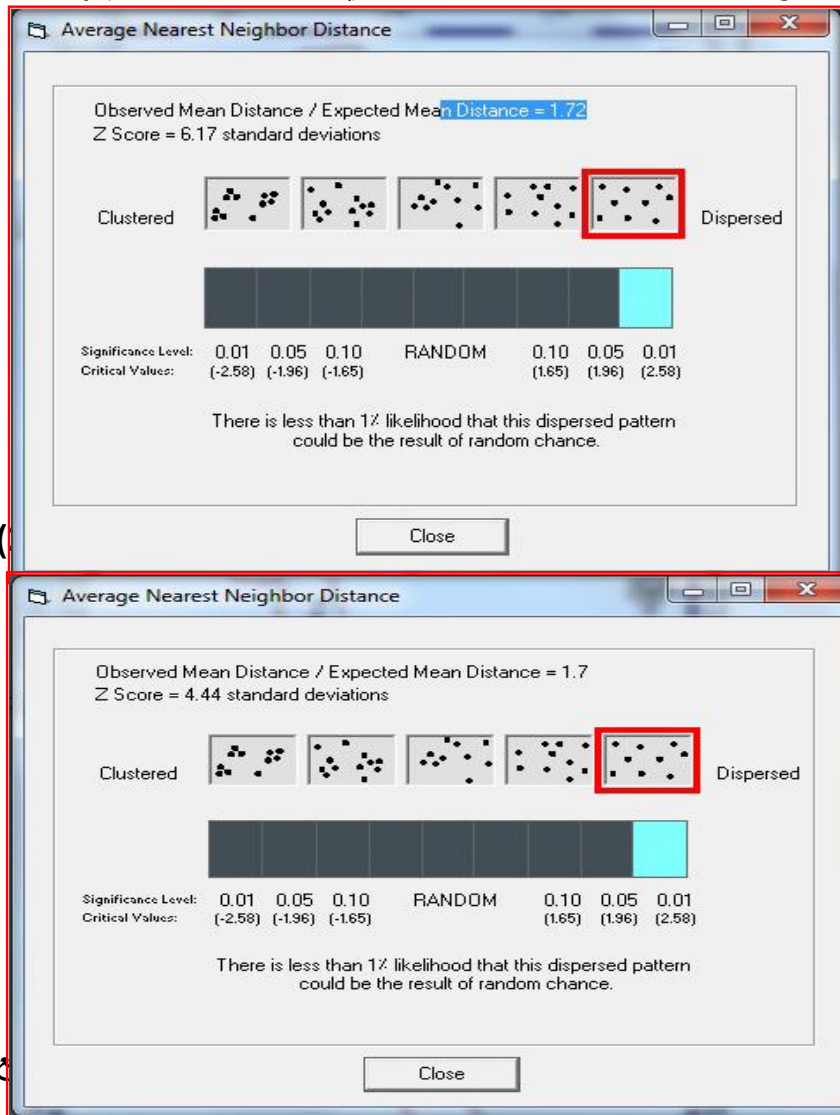 Average Nearest Neighbor Distance
Observed Mean Distance / Expected Mean Distance = 1.72
Z Score = 6.17 standard deviations
Clustered
Dispersed
Significance Level: 0.01 0.05 0.10 RANDOM 0.10 0.05 0.01
Critical Values: (-2.58) (-1.96) (-1.65) (1.65) (1.96) (2.58)
There is less than 1% likelihood that this dispersed pattern
could be the result of random chance.
Close
Average Nearest Neighbor Distance
Observed Mean Distance / Expected Mean Distance = 1.7
Z Score = 4.44 standard deviations
Clustered
Dispersed
Significance Level: 0.01 0.05 0.10 RANDOM 0.10 0.05 0.01
Critical Values: (-2.58) (-1.96) (-1.65) (1.65) (1.96) (2.58)
There is less than 1% likelihood that this dispersed pattern
could be the result of random chance.
Close